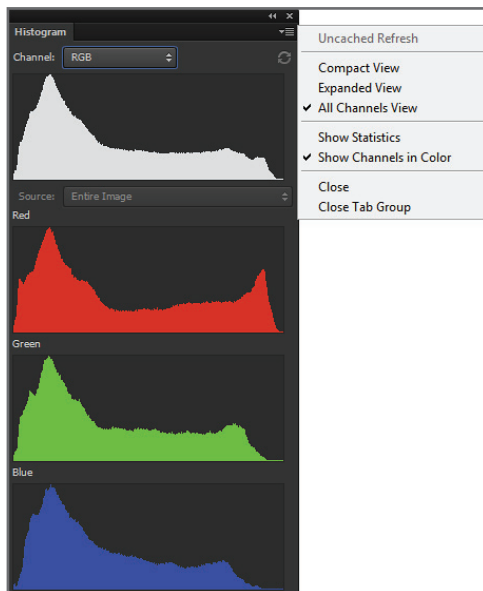 Histogram
Channel: RGB
Source: Entire Image
Red
Green
Blue
Uncached Refresh
Compact View
Expanded View
All Channels View
Show Statistics
Show Channels in Color
Close
Close Tab Group